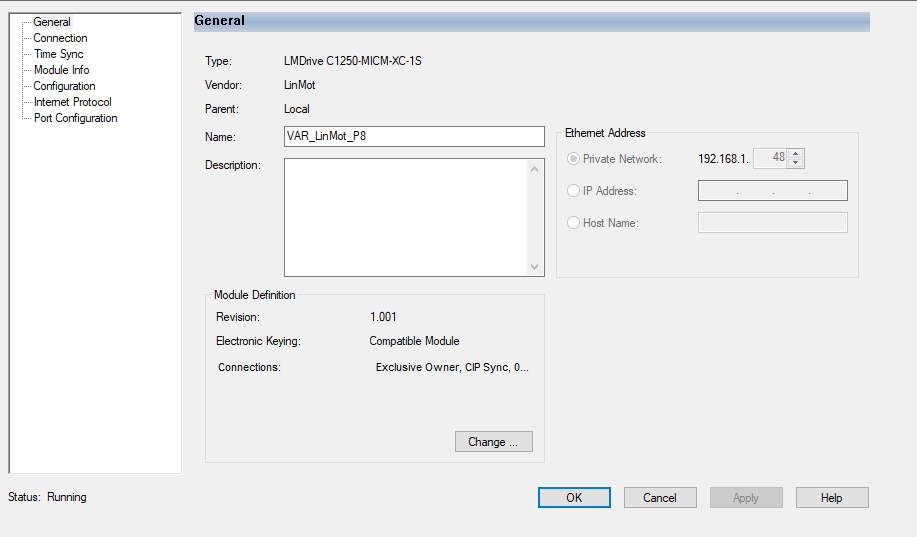 General
Connection
Time Sync
Module Info
Configuration
Internet Protocol
Port Configuration
General
Type: LMDrive C1250-MICM-XC-1S
Vendor: LinMot
Parent: Local
Name: VAR_LinMot_P8
Description:
Ethernet Address
Private Network: 192.168.1. 48
IP Address: . . .
Host Name:
Module Definition
Revision: 1.001
Electronic Keying: Compatible Module
Connections: Exclusive Owner, CIP Sync, 0...
Change ...
Status: Running
OK Cancel Apply Help